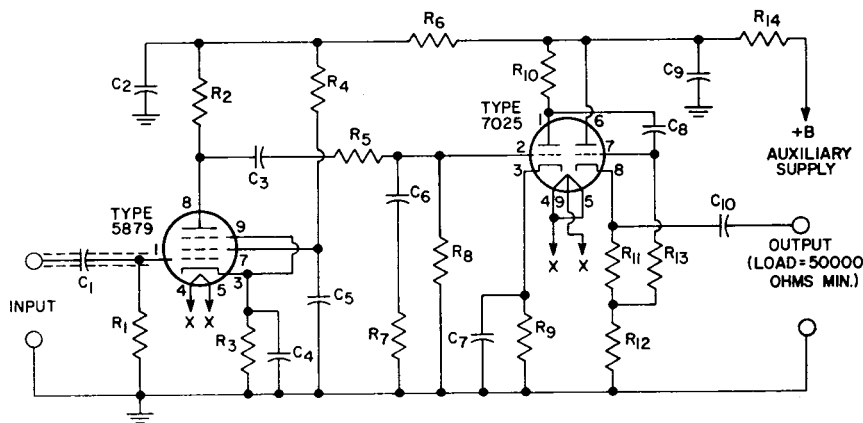 R6
R14
C2
R2
R4
R10
C9
TYPE
7025
1
6
C8
+B
AUXILIARY
SUPPLY
R5
2
7
3
8
C3
C6
4
9
5
C10
TYPE
5879
8
9
7
3
1
4
5
C1
INPUT
X X
X X
R8
R11
R13
OUTPUT
(LOAD=50000
OHMS MIN.)
C5
R1
R3
C4
R7
C7
R9
R12